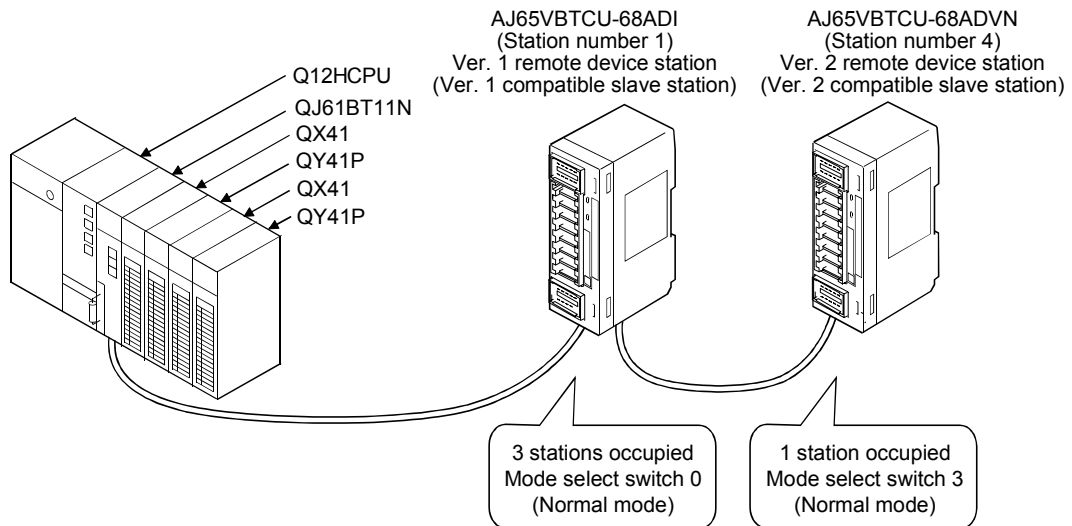 Q12HCPU
QJ61BT11N
QX41
QY41P
QX41
QY41P
AJ65VBTCU-68ADI
(Station number 1)
Ver. 1 remote device station
(Ver. 1 compatible slave station)
AJ65VBTCU-68ADVN
(Station number 4)
Ver. 2 remote device station
(Ver. 2 compatible slave station)
3 stations occupied
Mode select switch 0
(Normal mode)
1 station occupied
Mode select switch 3
(Normal mode)